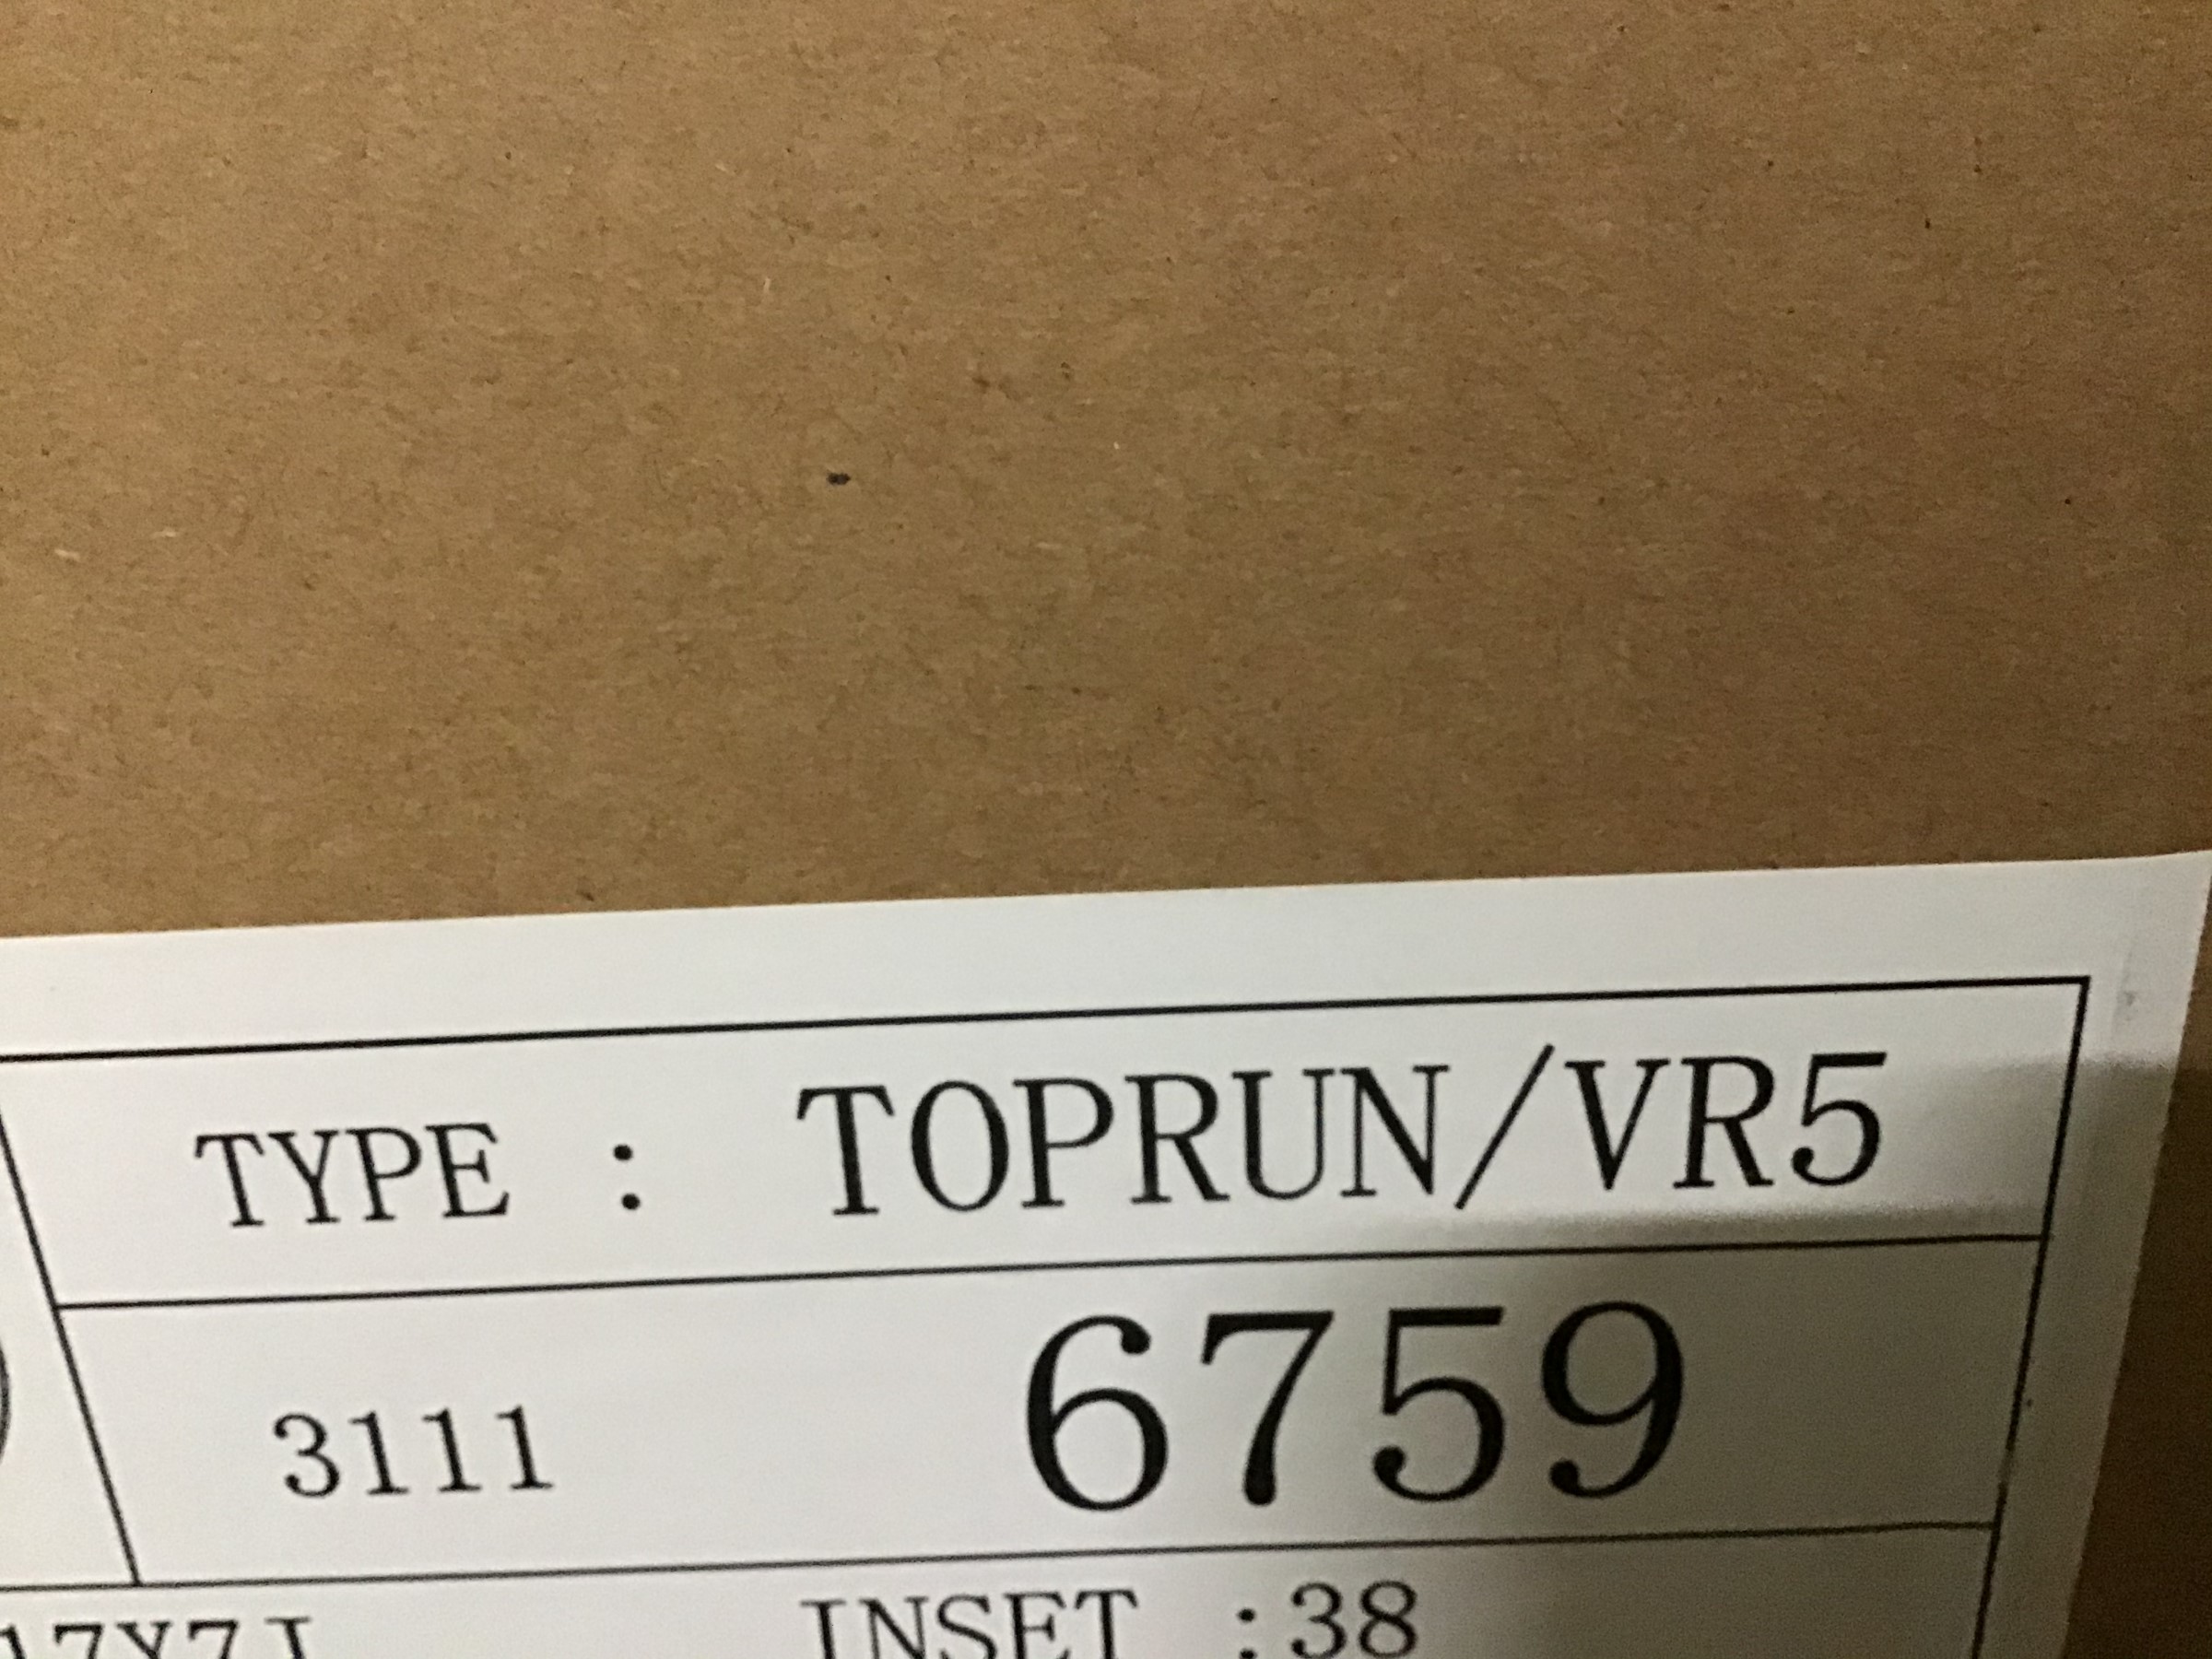 TYPE : TOPRUN/VR5
3111 6759
INSET :38